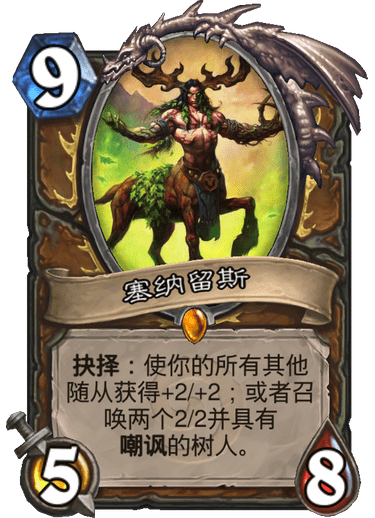 9
塞纳留斯
抉择：使你的所有其他
随从获得+2/+2；或者召
唤两个2/2并具有
嘲讽的树人。
5
8